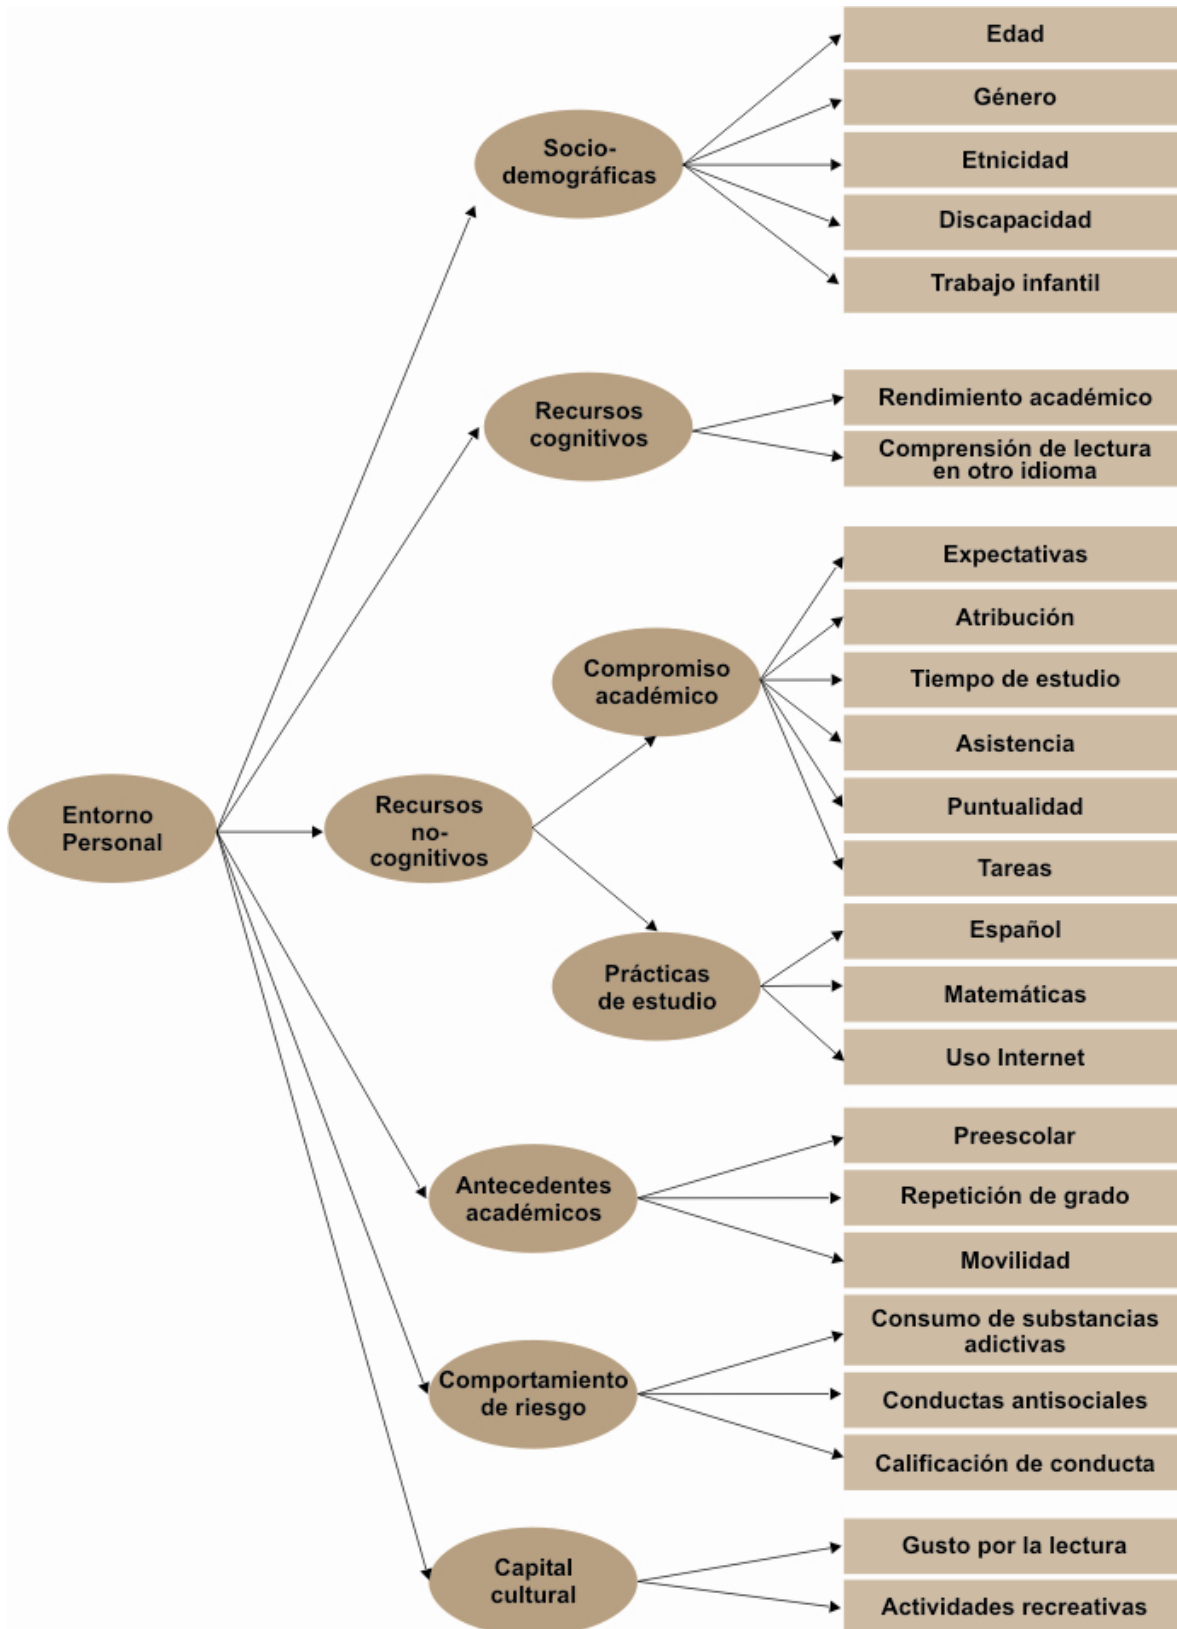 Edad
Género
Socio-
demográficas
Etnicidad
Discapacidad
Trabajo infantil
Recursos
cognitivos
Rendimiento académico
Comprensión de lectura
en otro idioma
Expectativas
Atribución
Compromiso
académico
Tiempo de estudio
Asistencia
Puntualidad
Entorno
Personal
Recursos
no-
cognitivos
Tareas
Español
Prácticas
de estudio
Matemáticas
Uso Internet
Preescolar
Antecedentes
académicos
Repetición de grado
Movilidad
Consumo de substancias
adictivas
Comportamiento
de riesgo
Conductas antisociales
Calificación de conducta
Capital
cultural
Gusto por la lectura
Actividades recreativas